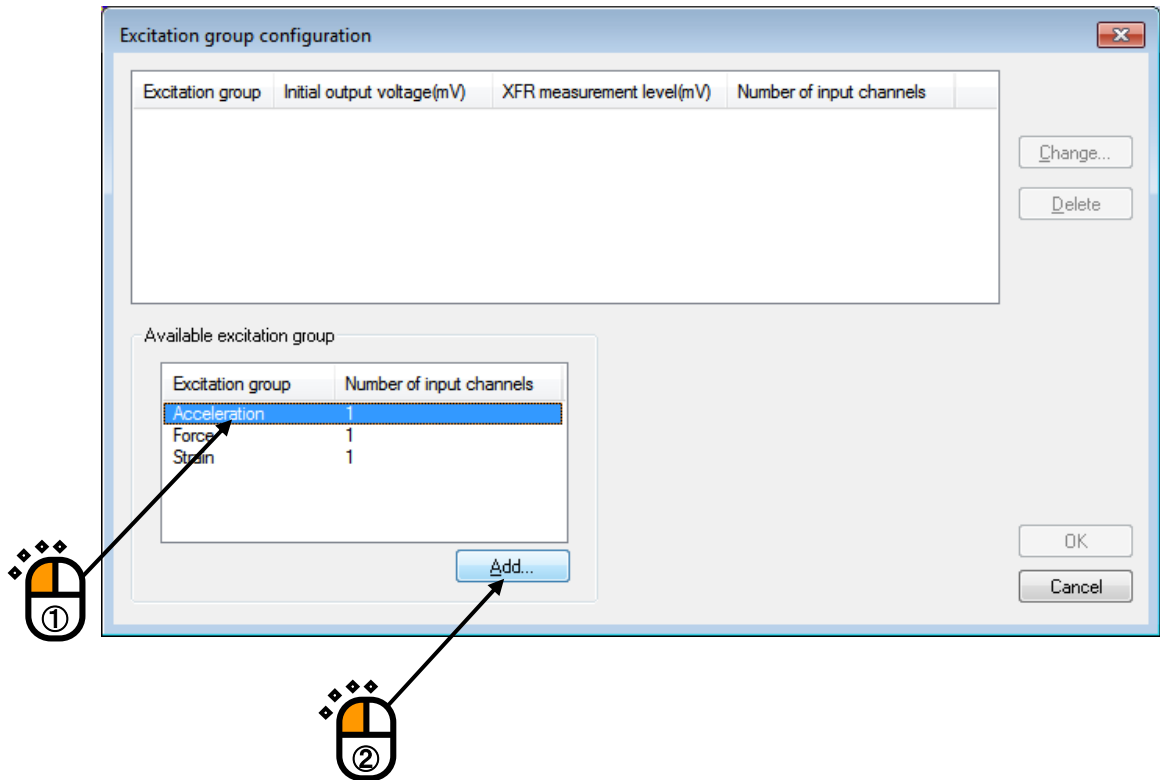 Excitation group configuration
Excitation group Initial output voltage(mV) XFR measurement level(mV) Number of input channels
Change...
Delete
Available excitation group
Excitation group Number of input channels
Acceleration 1
Force 1
Strain 1
Add...
OK
Cancel
①
②